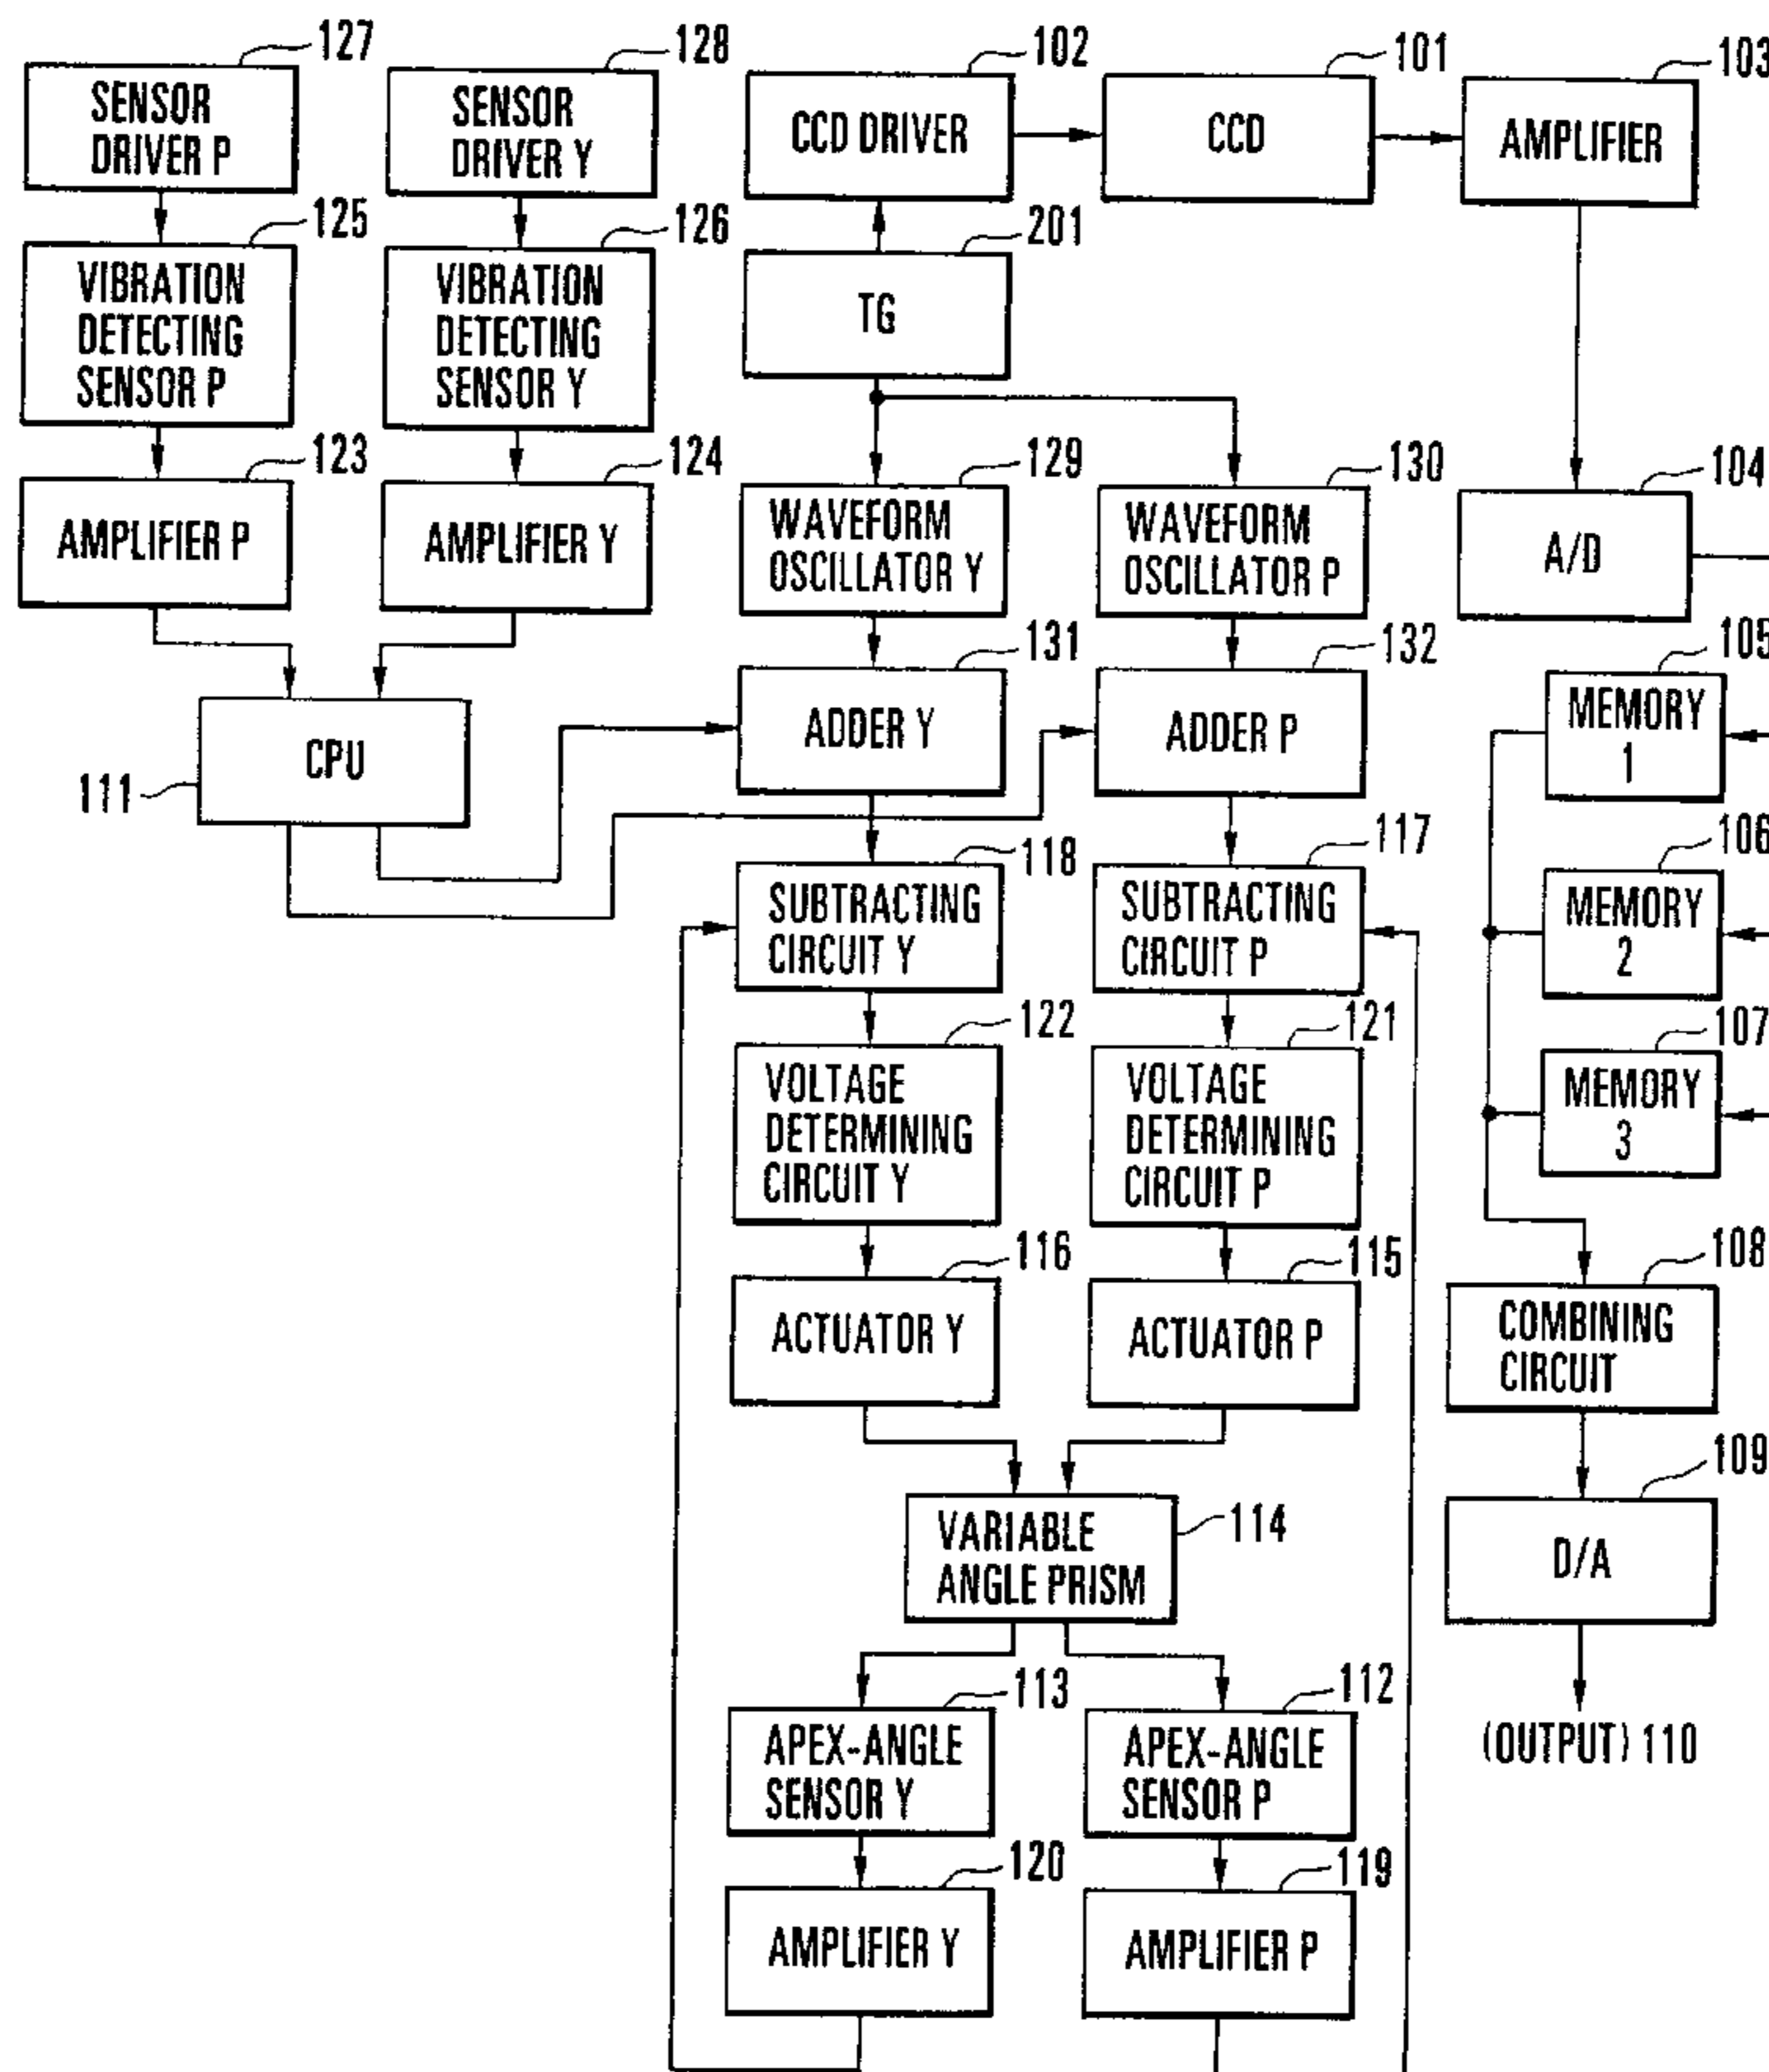 127
SENSOR
DRIVER P
128
SENSOR
DRIVER Y
102
CCD DRIVER
101
CCD
103
AMPLIFIER
125
VIBRATION
DETECTING
SENSOR P
126
VIBRATION
DETECTING
SENSOR Y
201
TG
123
AMPLIFIER P
124
AMPLIFIER Y
129
WAVEFORM
OSCILLATOR Y
130
WAVEFORM
OSCILLATOR P
104
A/D
111
CPU
131
ADDER Y
132
ADDER P
105
MEMORY
1
118
SUBTRACTING
CIRCUIT Y
117
SUBTRACTING
CIRCUIT P
106
MEMORY
2
122
VOLTAGE
DETERMINING
CIRCUIT Y
121
VOLTAGE
DETERMINING
CIRCUIT P
107
MEMORY
3
116
ACTUATOR Y
115
ACTUATOR P
108
COMBINING
CIRCUIT
114
VARIABLE
ANGLE PRISM
109
D/A
113
APEX-ANGLE
SENSOR Y
112
APEX-ANGLE
SENSOR P
(OUTPUT) 110
120
AMPLIFIER Y
119
AMPLIFIER P